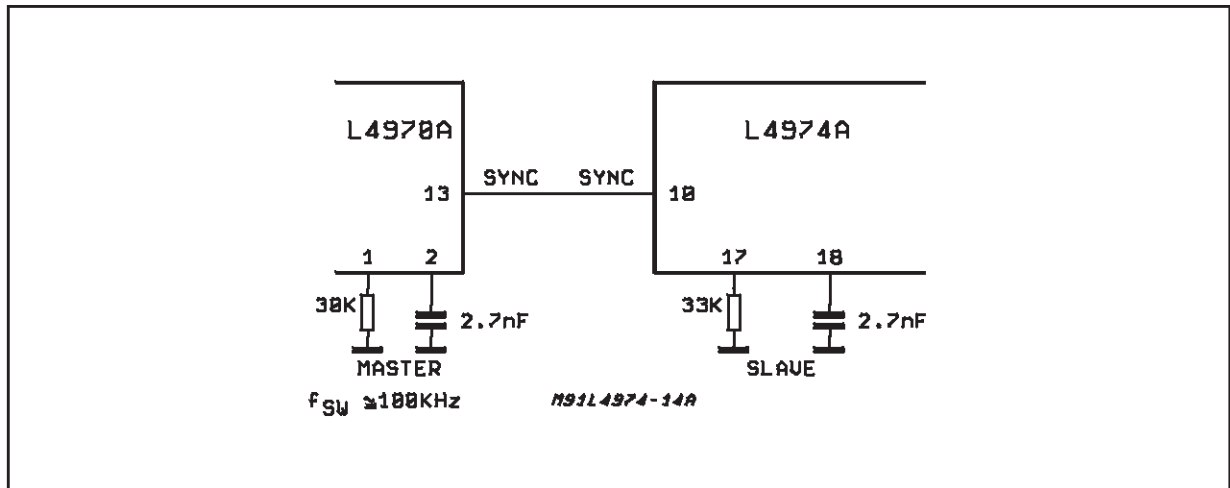 L4970A
L4974A
SYNC SYNC
13
10
1 2
17 18
30K
2.7nF
33K
2.7nF
MASTER
SLAVE
fSW ≃100KHz
M91L4974-14A